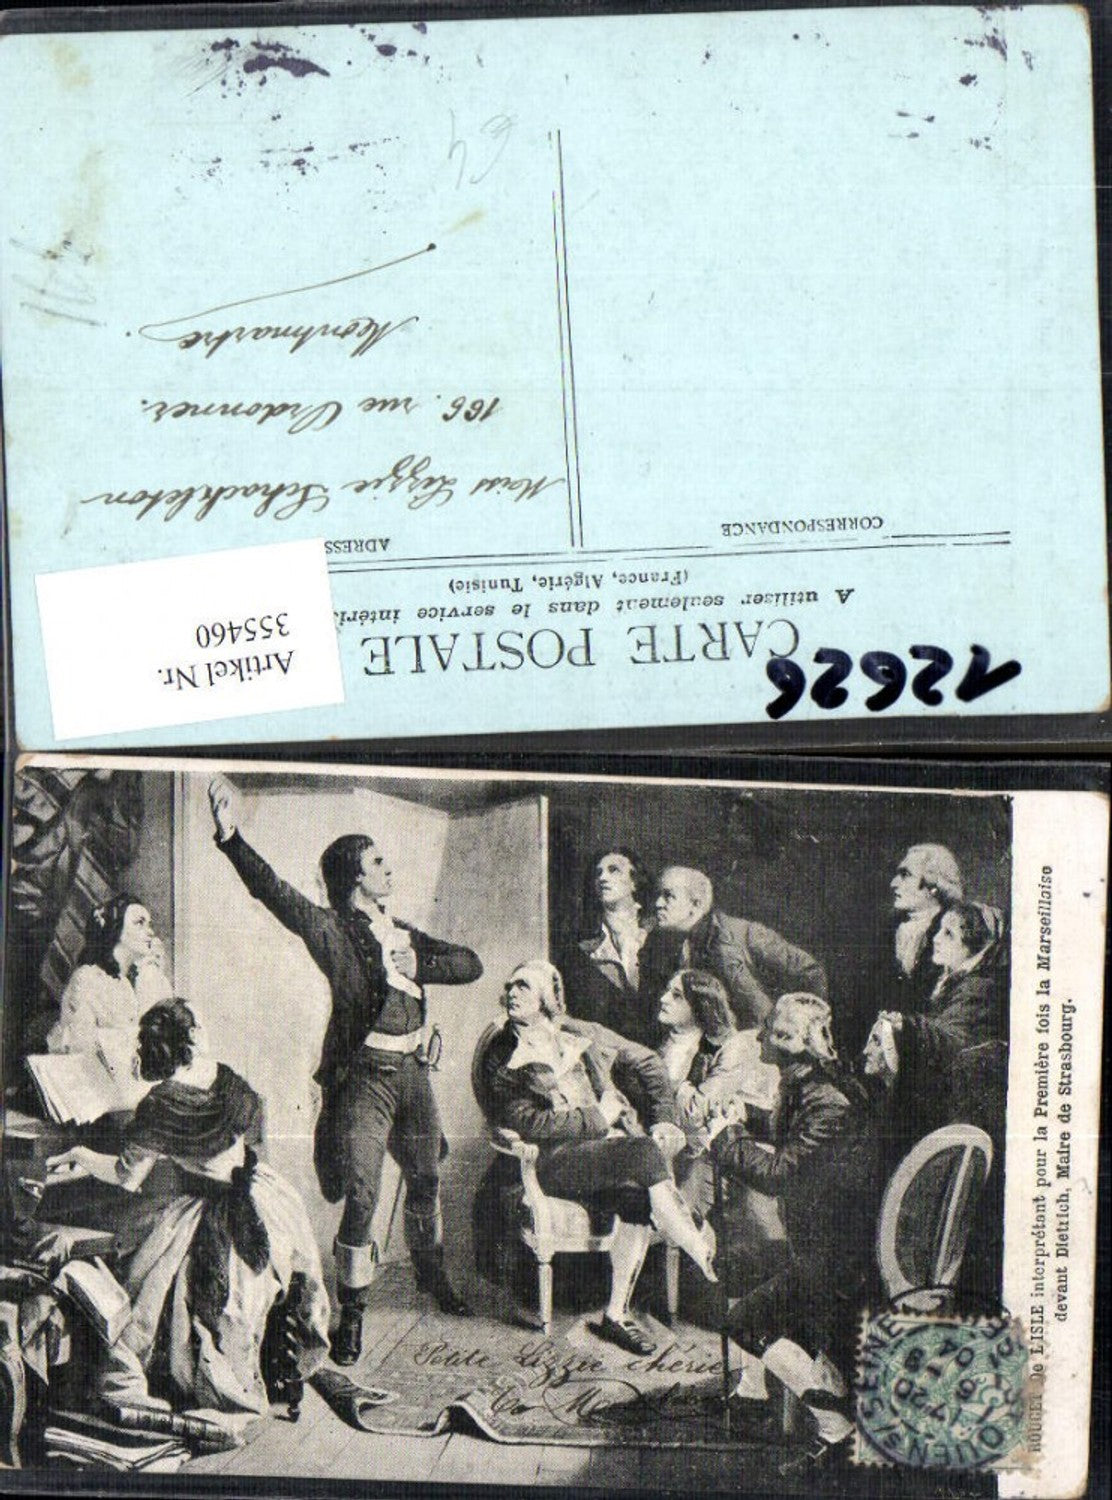 12626
CARTE POSTALE
A utiliser seulement dans le service intéri
(France, Algérie, Tunisie)
CORRESPONDANCE
ADRESS
Artikel Nr.
355460
Miss Lizzie Schackleton
166. rue Ordoner.
Montmartre.
ROUGET de L'ISLE interprétant pour la Première fois la Marseillaise
devant Dietrich, Maire de Strasbourg.
Petite Lizzie chérie